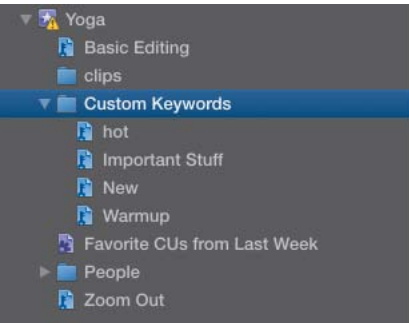 Yoga
Basic Editing
clips
Custom Keywords
hot
Important Stuff
New
Warmup
Favorite CUs from Last Week
People
Zoom Out